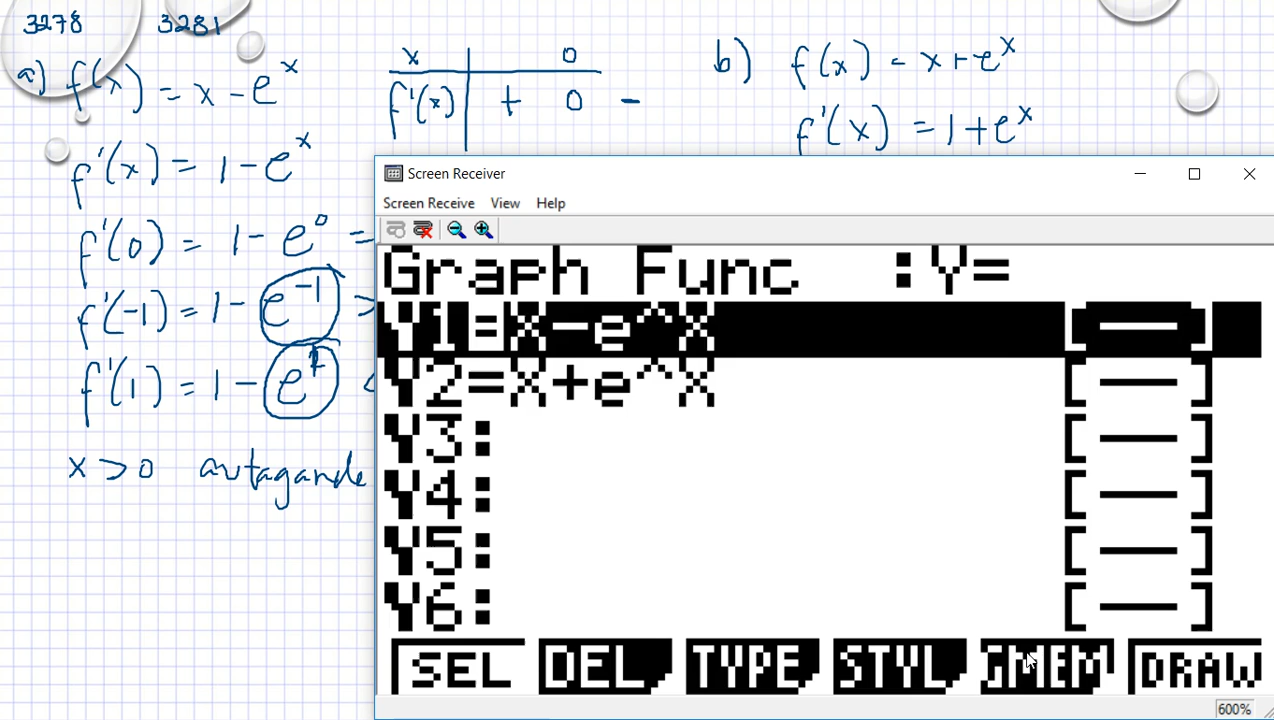 3278 3281
a) f(x) = x - e^x
f'(x) = 1 - e^x
f'(0) = 1 - e^0 =
f'(-1) = 1 - e^-1 >
f'(1) = 1 - e^1 <
x > 0 avtagande
x 0
f'(x) + 0 -
b) f(x) = x + e^x
f'(x) = 1 + e^x
Screen Receiver
Screen Receive View Help
Graph Func :Y=
Y1=x-e^x [—]
Y2=x+e^x [—]
Y3: [—]
Y4: [—]
Y5: [—]
Y6: [—]
SEL DEL TYPE STYL GMEM DRAW
600%